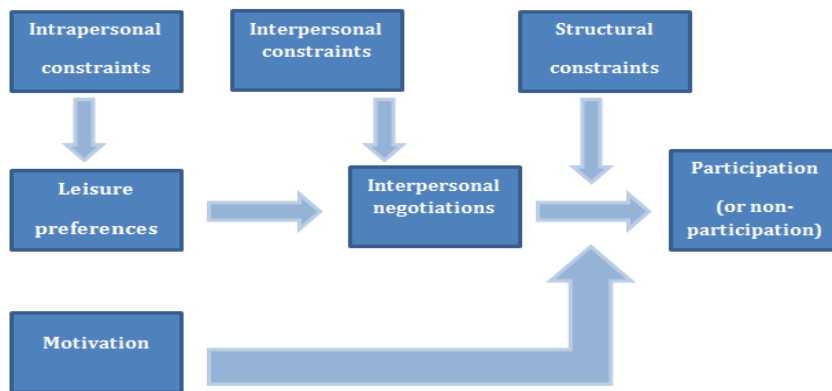 Intrapersonal
constraints
Interpersonal
constraints
Structural
constraints
Leisure
preferences
Interpersonal
negotiations
Participation
(or non-
participation)
Motivation